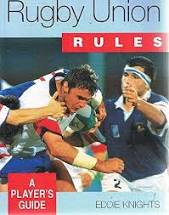 Rugby Union
RULES
A
PLAYER'S
GUIDE
EDDIE KNIGHTS